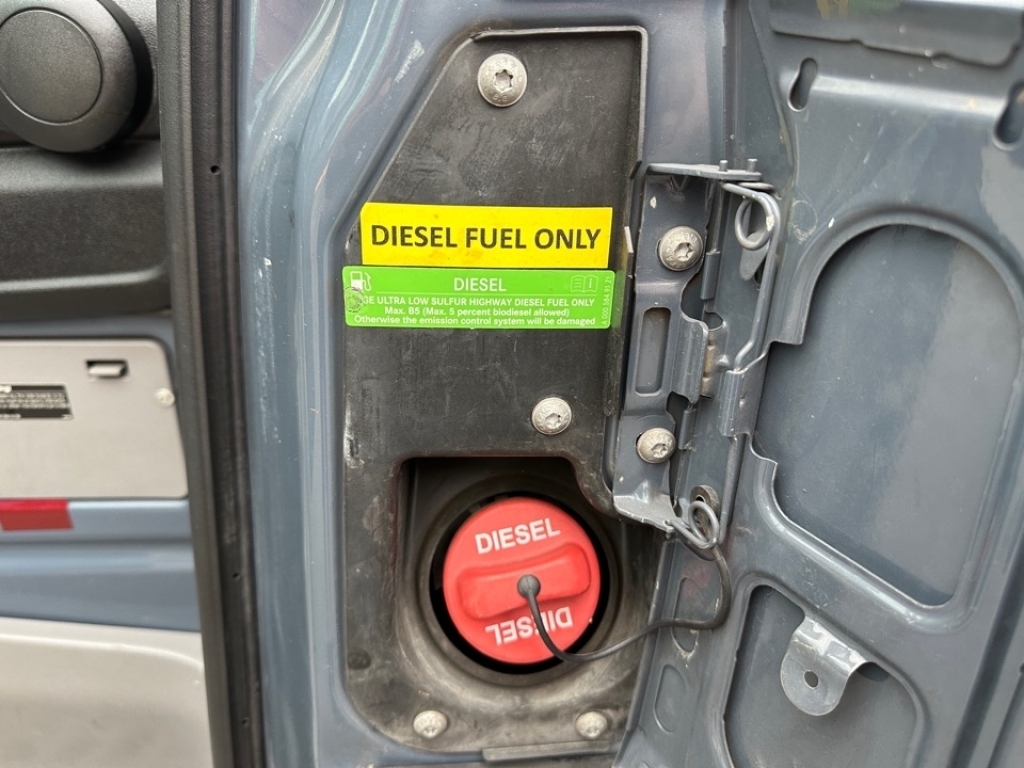 DIESEL FUEL ONLY
DIESEL
ULTRA LOW SULFUR HIGHWAY DIESEL FUEL ONLY
Max. B5 (Max. 5 percent biodiesel allowed)
Otherwise the emission control system will be damaged
DIESEL
DIESEL